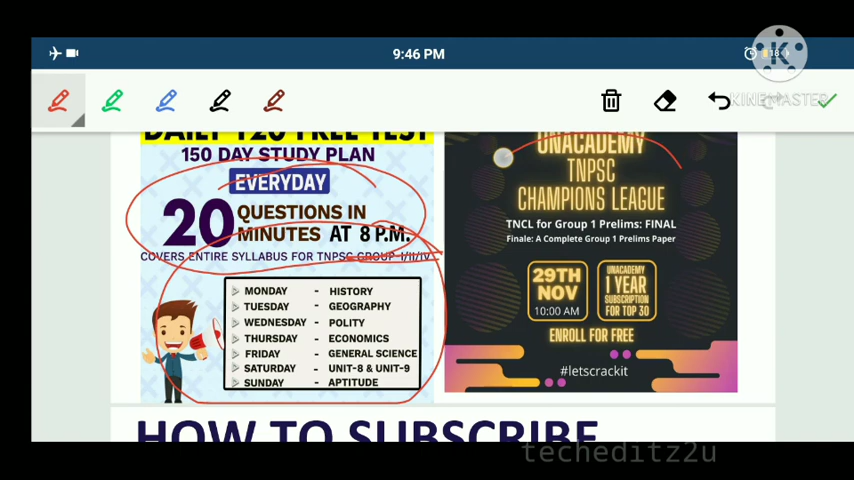 9:46 PM
18
KINEMASTER
DAILY T20 FREE TEST
150 DAY STUDY PLAN
EVERYDAY
20 QUESTIONS IN
MINUTES AT 8 P.M.
COVERS ENTIRE SYLLABUS FOR TNPSC GROUP-I/II/IV
MONDAY - HISTORY
TUESDAY - GEOGRAPHY
WEDNESDAY - POLITY
THURSDAY - ECONOMICS
FRIDAY - GENERAL SCIENCE
SATURDAY - UNIT-8 & UNIT-9
SUNDAY - APTITUDE
UNACADEMY
TNPSC
CHAMPIONS LEAGUE
TNCL for Group 1 Prelims: FINAL
Finale: A Complete Group 1 Prelims Paper
29TH
NOV
10:00 AM
UNACADEMY
1 YEAR
SUBSCRIPTION
FOR TOP 30
ENROLL FOR FREE
#letscrackit
HOW TO SUBSCRIBE
techeditz2u